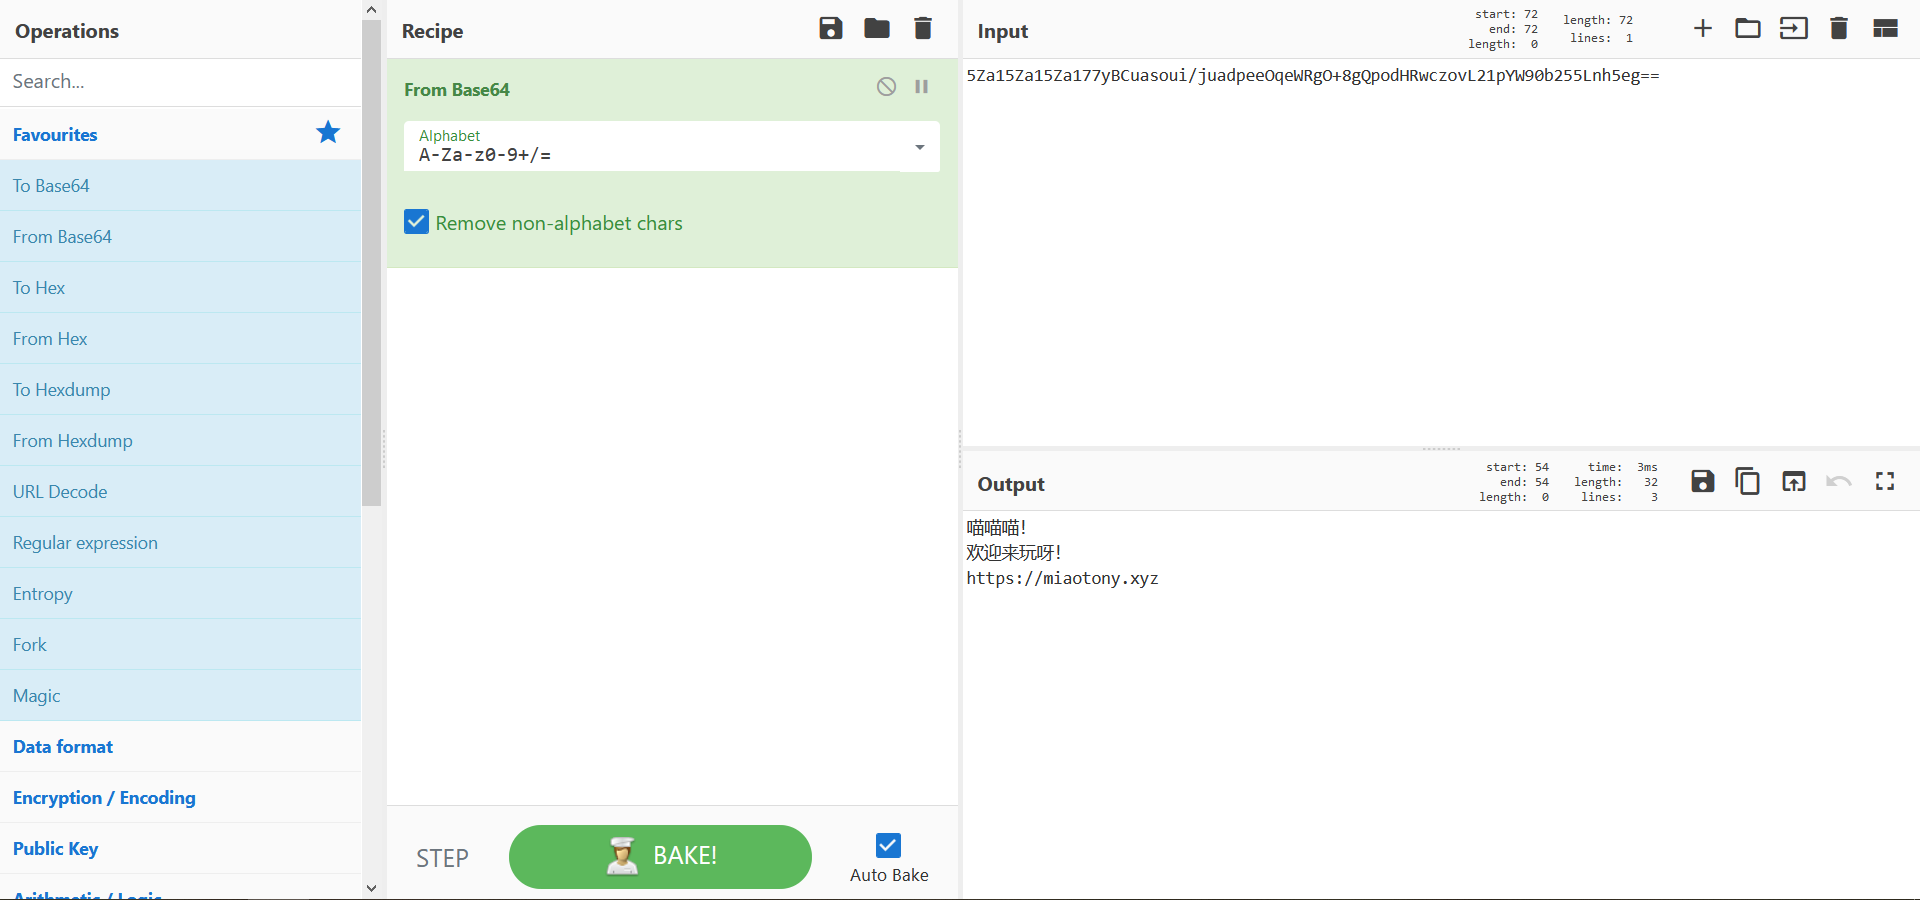 Operations
Search...
Favourites
To Base64
From Base64
To Hex
From Hex
To Hexdump
From Hexdump
URL Decode
Regular expression
Entropy
Fork
Magic
Data format
Encryption / Encoding
Public Key
Arithmetic / Logic
Recipe
From Base64
Alphabet
A-Za-z0-9+/=
Remove non-alphabet chars
STEP
BAKE!
Auto Bake
Input
start: 72
end: 72
length: 0
length: 72
lines: 1
5Za15Za15Za177yBCuasoui/juadpeeOqeWRgO+8gQpodHRwczovL21pYW90b255Lnh5eg==
Output
start: 54
end: 54
length: 0
time: 3ms
length: 32
lines: 3
喵喵喵！
欢迎来玩呀！
https://miaotony.xyz